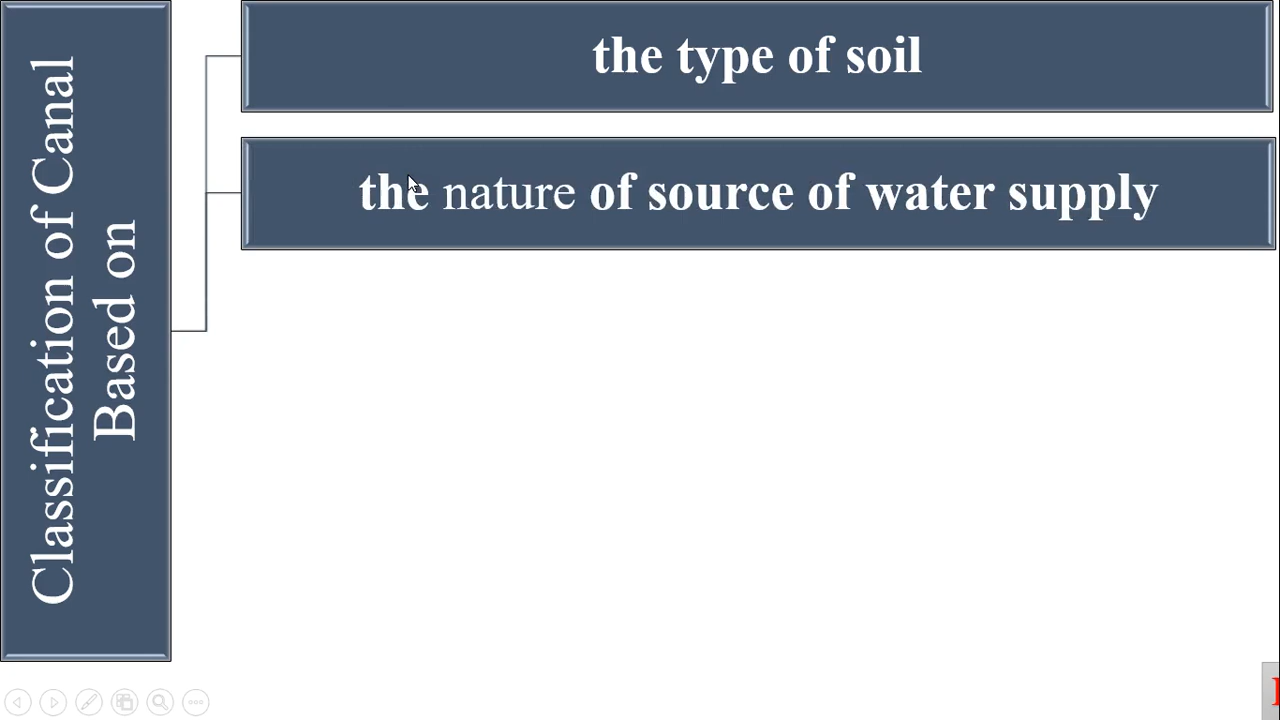 Classification of Canal
Based on
the type of soil
the nature of source of water supply